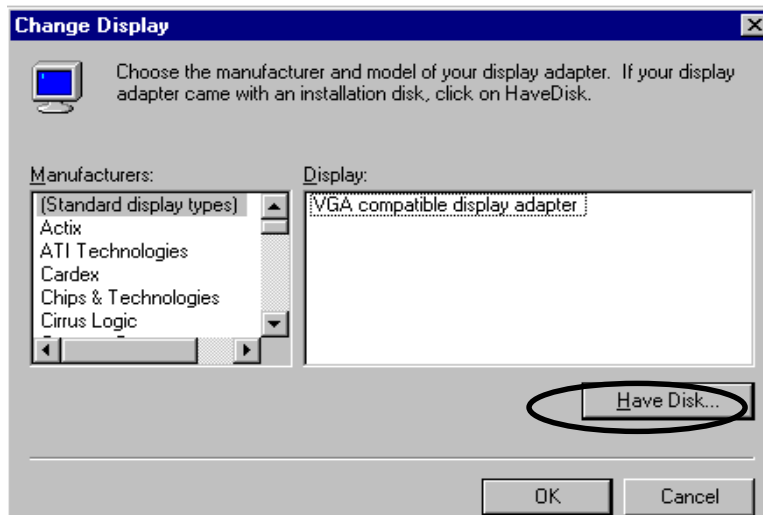 Change Display
Choose the manufacturer and model of your display adapter. If your display
adapter came with an installation disk, click on HaveDisk.
Manufacturers:
(Standard display types)
Actix
ATI Technologies
Cardex
Chips & Technologies
Cirrus Logic
Display:
VGA compatible display adapter
Have Disk...
OK
Cancel